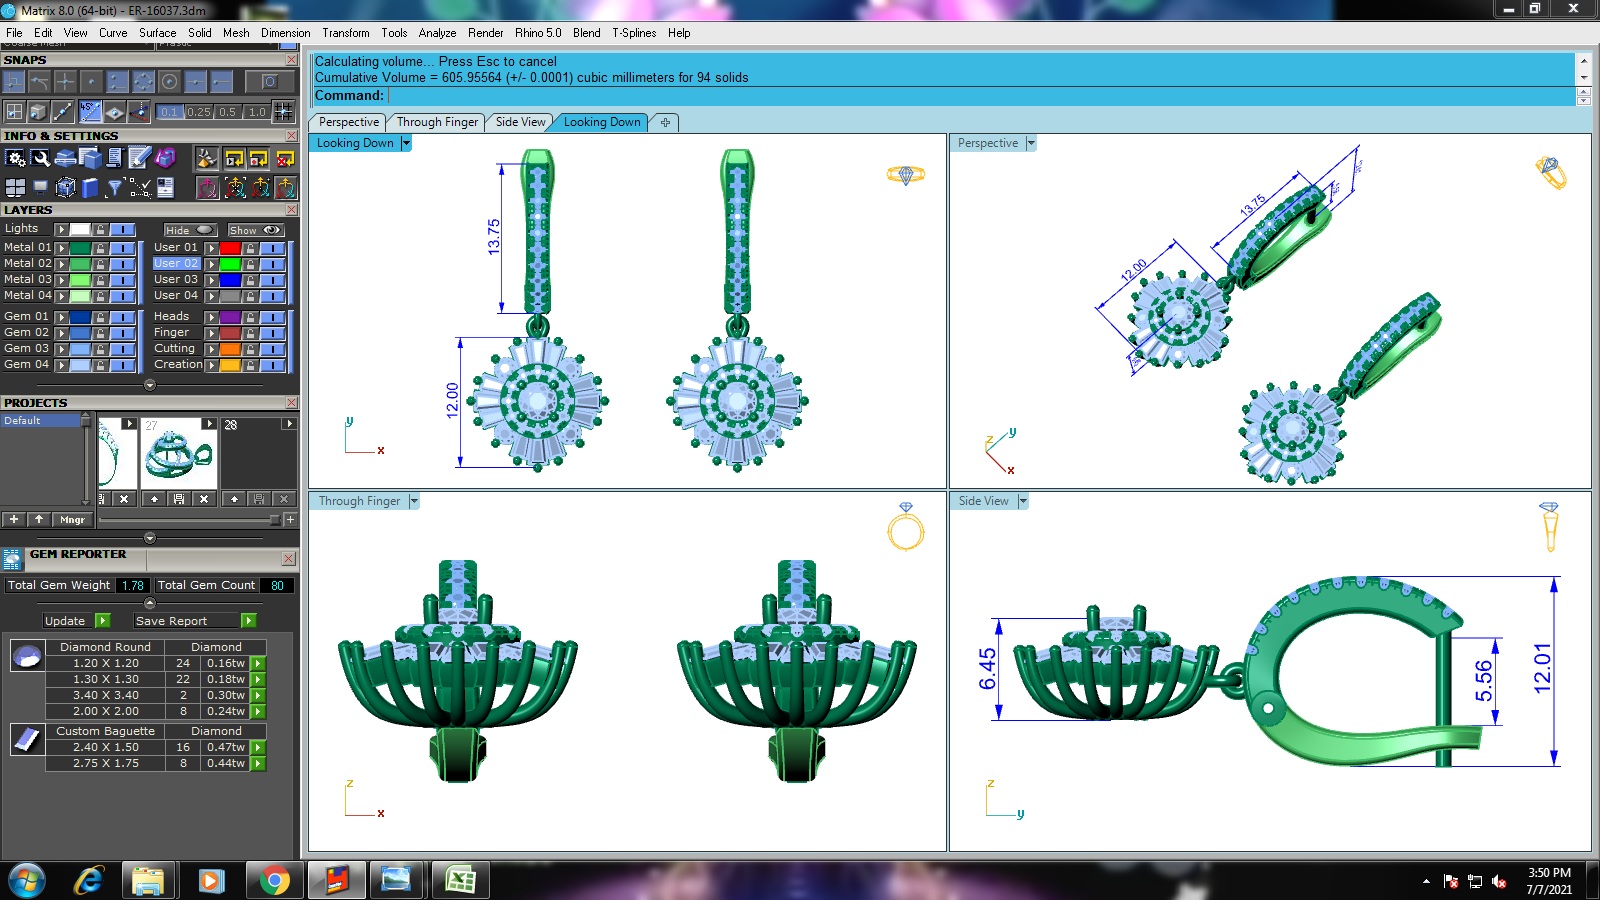 Matrix 8.0 (64-bit) - ER-16037.3dm
File Edit View Curve Surface Solid Mesh Dimension Transform Tools Analyze Render Rhino 5.0 Blend T-Splines Help
SNAPS
45°
0.1 0.25 0.5 1.0
INFO & SETTINGS
LAYERS
Lights Hide Show
Metal 01 User 01
Metal 02 User 02
Metal 03 User 03
Metal 04 User 04
Gem 01 Heads
Gem 02 Finger
Gem 03 Cutting
Gem 04 Creation
PROJECTS
Default
27 28
Mngr
GEM REPORTER
Total Gem Weight 1.78 Total Gem Count 80
Update Save Report
Diamond Round Diamond
1.20 X 1.20 24 0.16tw
1.30 X 1.30 22 0.18tw
3.40 X 3.40 2 0.30tw
2.00 X 2.00 8 0.24tw
Custom Baguette Diamond
2.40 X 1.50 16 0.47tw
2.75 X 1.75 8 0.44tw
Calculating volume... Press Esc to cancel
Cumulative Volume = 605.95564 (+/- 0.0001) cubic millimeters for 94 solids
Command:
Perspective Through Finger Side View Looking Down
Looking Down
13.75
12.00
y
x
Perspective
13.75
12.00
z
y
x
Through Finger
z
x
Side View
6.45
5.56
12.01
z
y
3:50 PM
7/7/2021